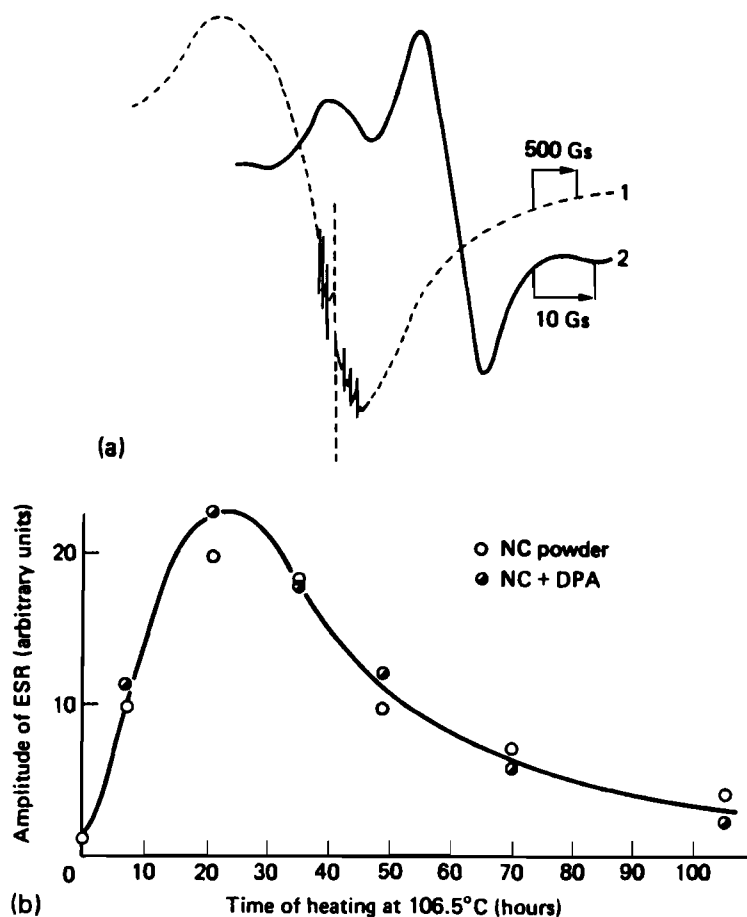 500 Gs
1
2
10 Gs
(a)
Amplitude of ESR (arbitrary units)
20
10
0
NC powder
NC + DPA
10 20 30 40 50 60 70 80 90 100
Time of heating at 106.5°C (hours)
(b)